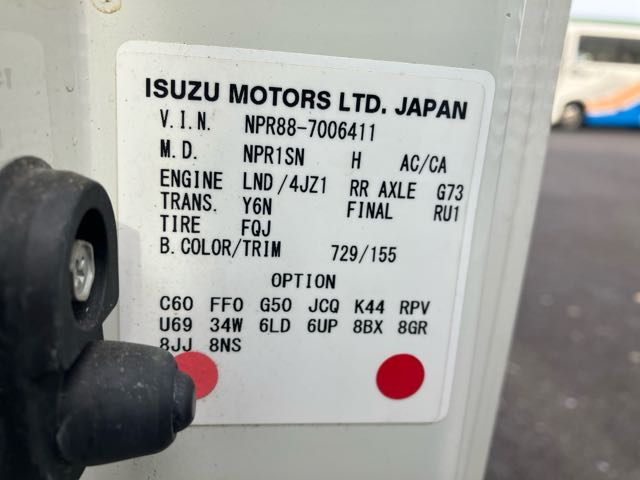 ISUZU MOTORS LTD. JAPAN
V.I.N. NPR88-7006411
M.D. NPR1SN H AC/CA
ENGINE LND/4JZ1 RR AXLE G73
TRANS. Y6N FINAL RU1
TIRE FQJ
B.COLOR/TRIM 729/155
OPTION
C60 FF0 G50 JCQ K44 RPV
U69 34W 6LD 6UP 8BX 8GR
8JJ 8NS